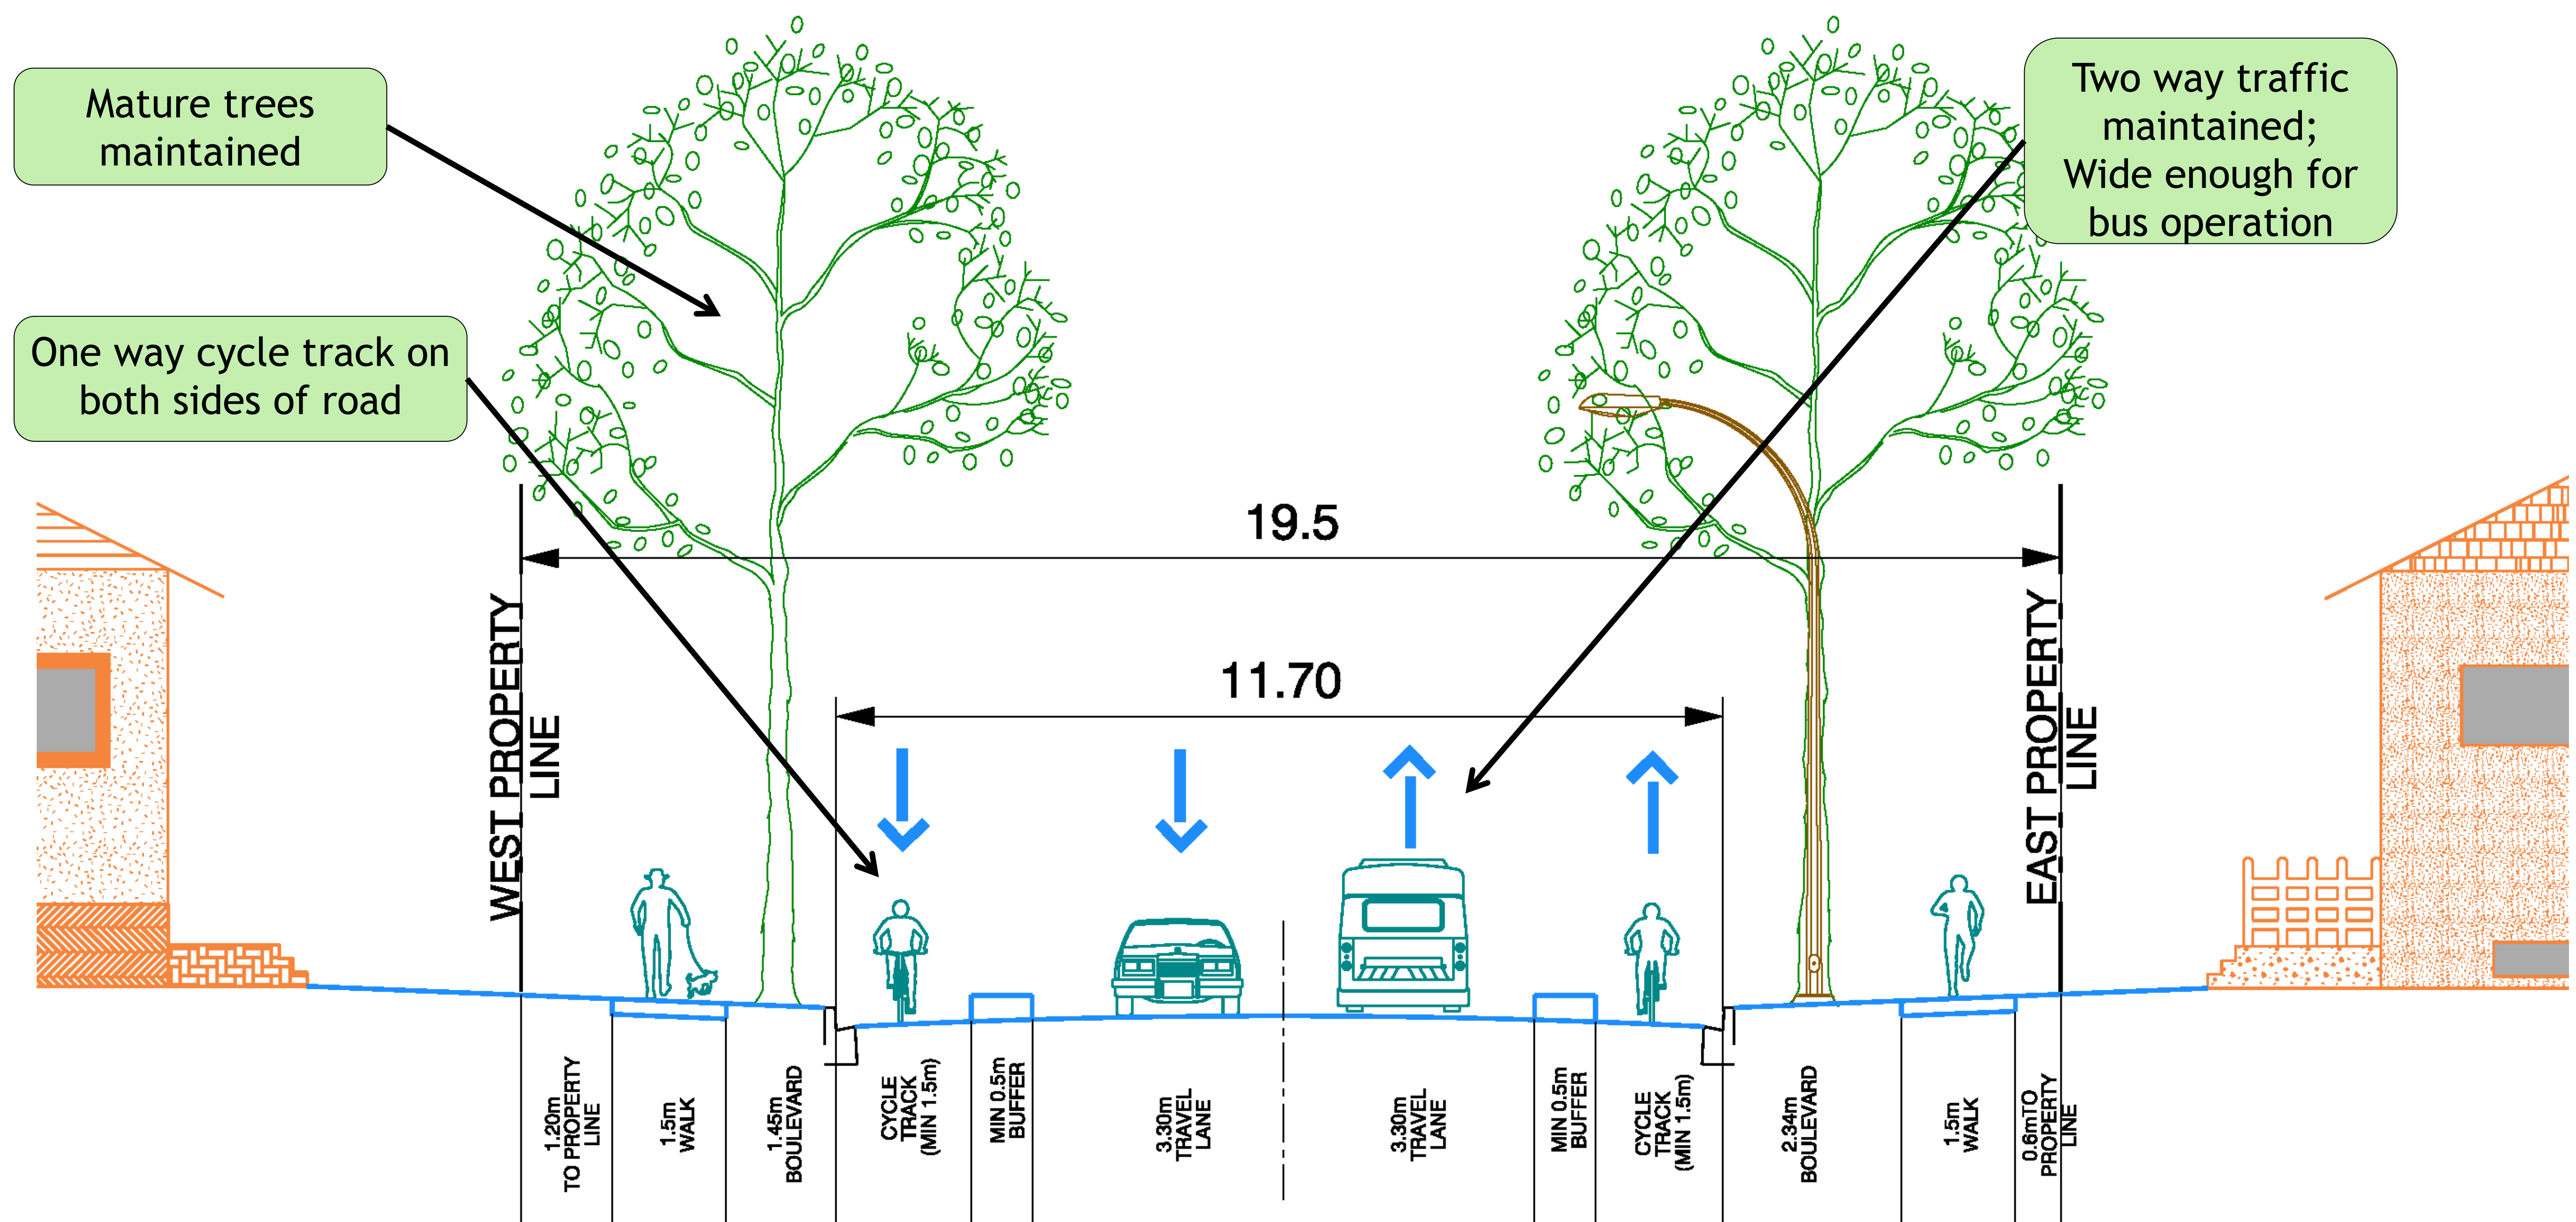 Mature trees
maintained
Two way traffic
maintained;
Wide enough for
bus operation
One way cycle track on
both sides of road
19.5
11.70
WEST PROPERTY
LINE
EAST PROPERTY
LINE
1.20m
TO PROPERTY
LINE
1.5m
WALK
1.45m
BOULEVARD
CYCLE
TRACK
(MIN 1.5m)
MIN 0.5m
BUFFER
3.30m
TRAVEL
LANE
3.30m
TRAVEL
LANE
MIN 0.5m
BUFFER
CYCLE
TRACK
(MIN 1.5m)
2.34m
BOULEVARD
1.5m
WALK
0.6mTO
PROPERTY
LINE